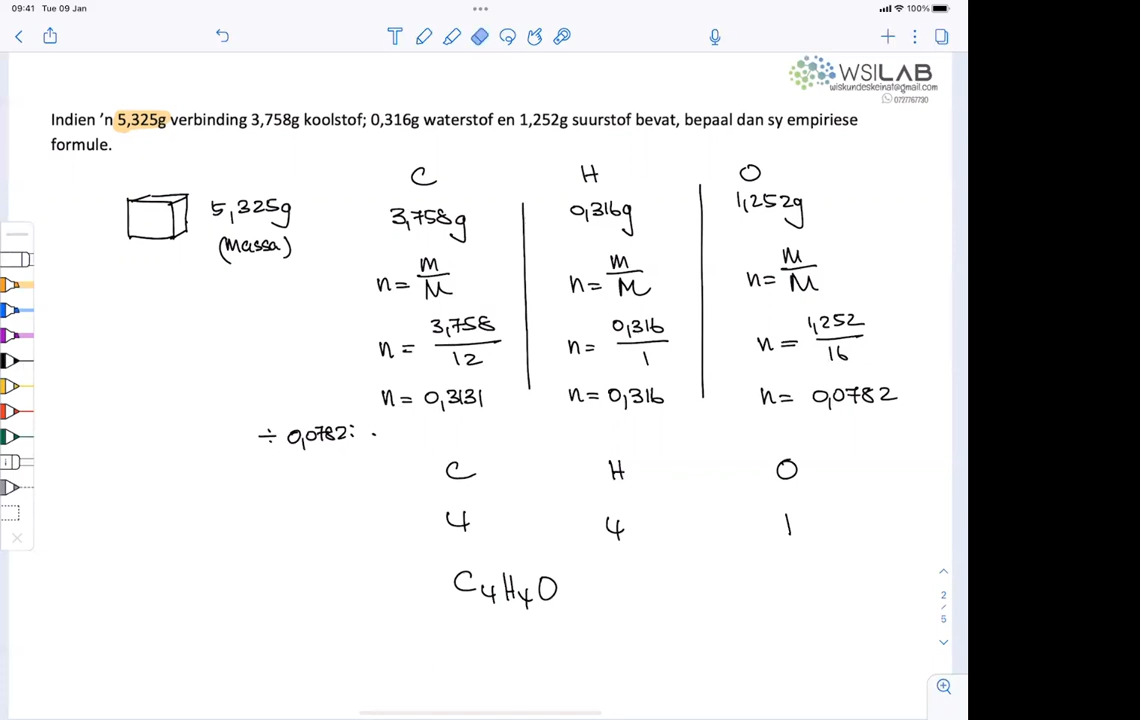 09:41 Tue 09 Jan
100%
T
WSILAB
wiskundeskeinat@gmail.com
0727767730
Indien 'n 5,325g verbinding 3,758g koolstof; 0,316g waterstof en 1,252g suurstof bevat, bepaal dan sy empiriese
formule.
C H O
5,325g 3,758g 0,316g 1,252g
(Massa)
n = m/M n = m/M n = m/M
n = 3,758/12 n = 0,316/1 n = 1,252/16
n = 0,3131 n = 0,316 n = 0,0782
÷ 0,0782:
C H O
4 4 1
C₄H₄O
2
/
5